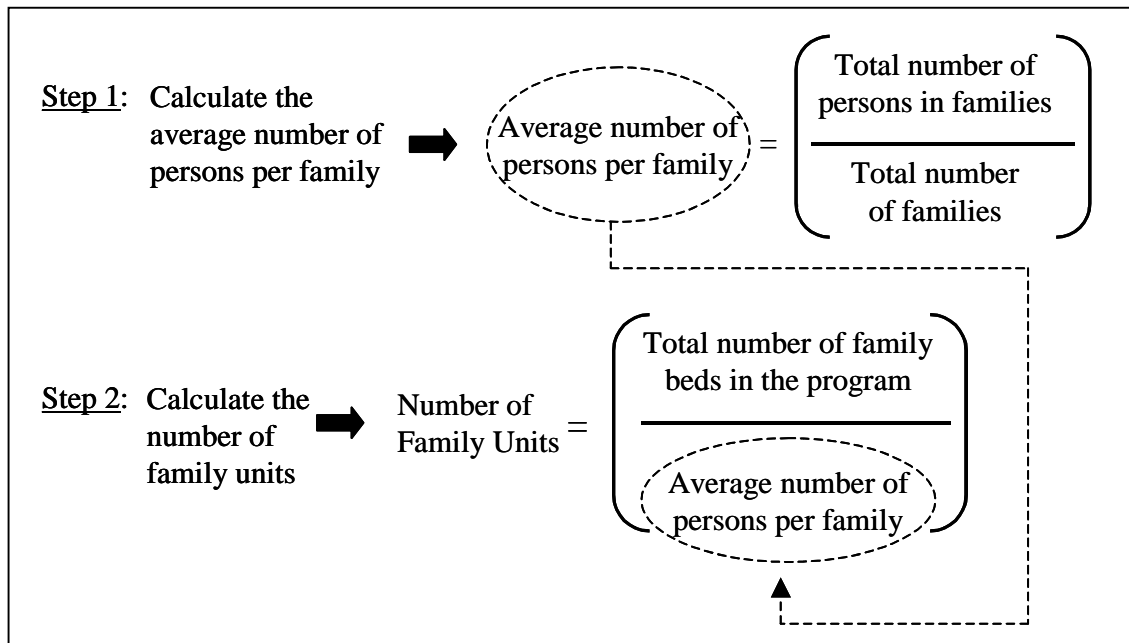 Step 1: Calculate the
average number of
persons per family
Average number of
persons per family
=
Total number of
persons in families
Total number
of families
Step 2: Calculate the
number of
family units
Number of
Family Units
=
Total number of family
beds in the program
Average number of
persons per family